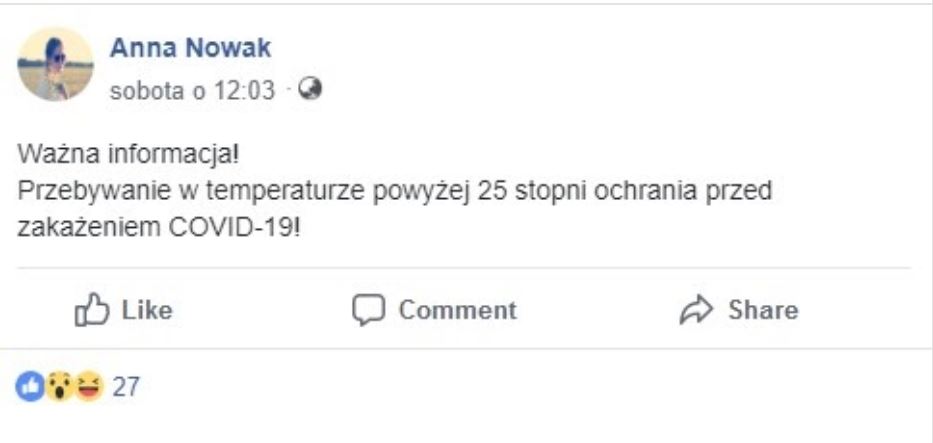 Anna Nowak
sobota o 12:03 ·
Ważna informacja!
Przebywanie w temperaturze powyżej 25 stopni ochrania przed
zakażeniem COVID-19!
Like Comment Share
27